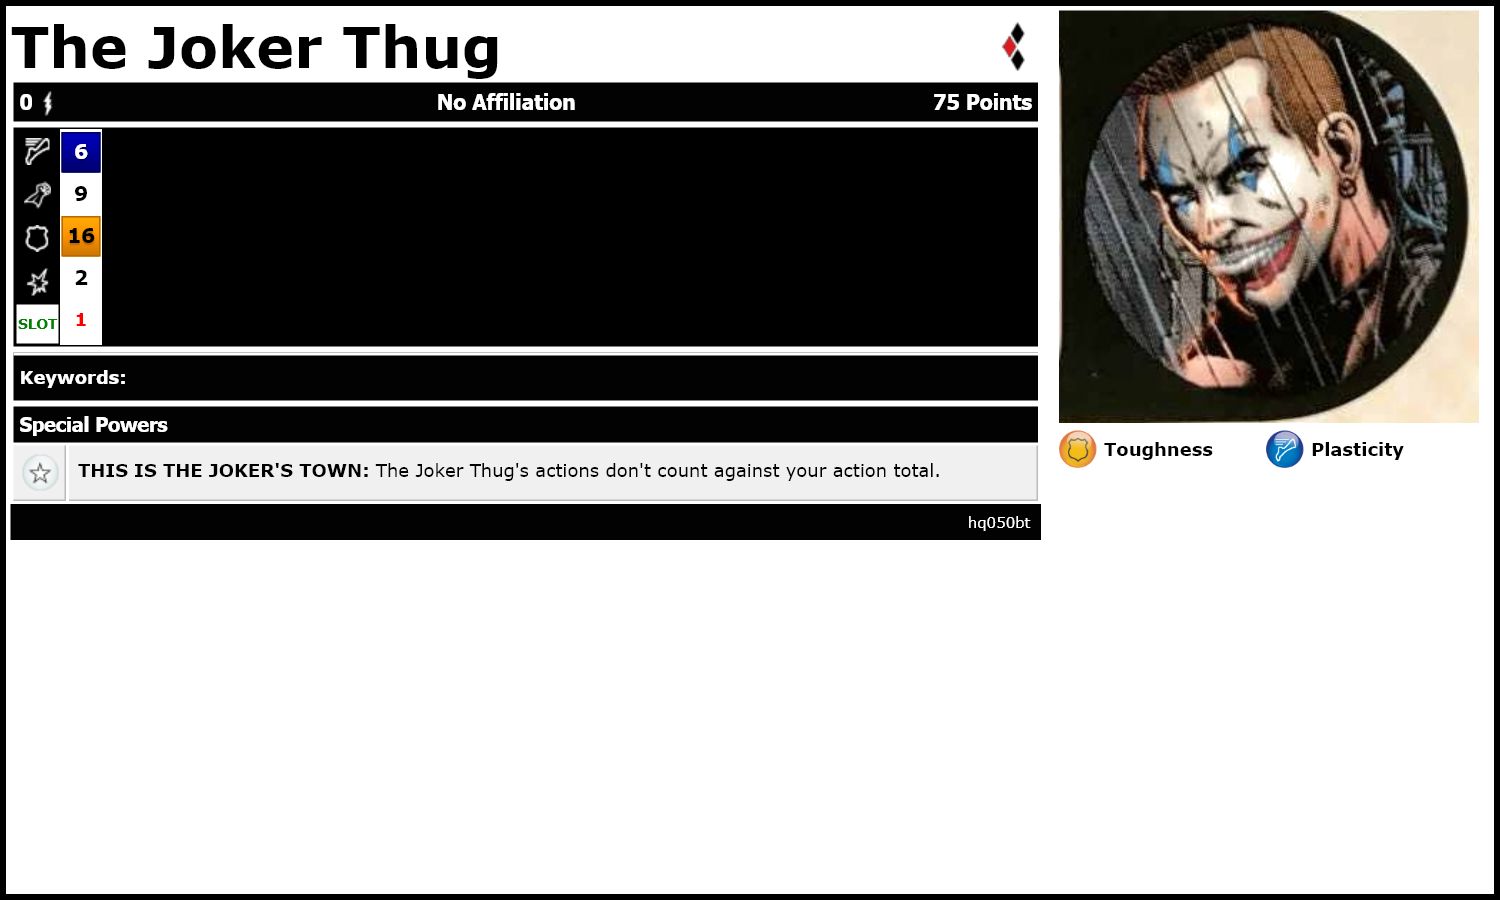 The Joker Thug
0 No Affiliation 75 Points
6
9
16
2
SLOT 1
Keywords:
Special Powers
THIS IS THE JOKER'S TOWN: The Joker Thug's actions don't count against your action total.
hq050bt
Toughness Plasticity